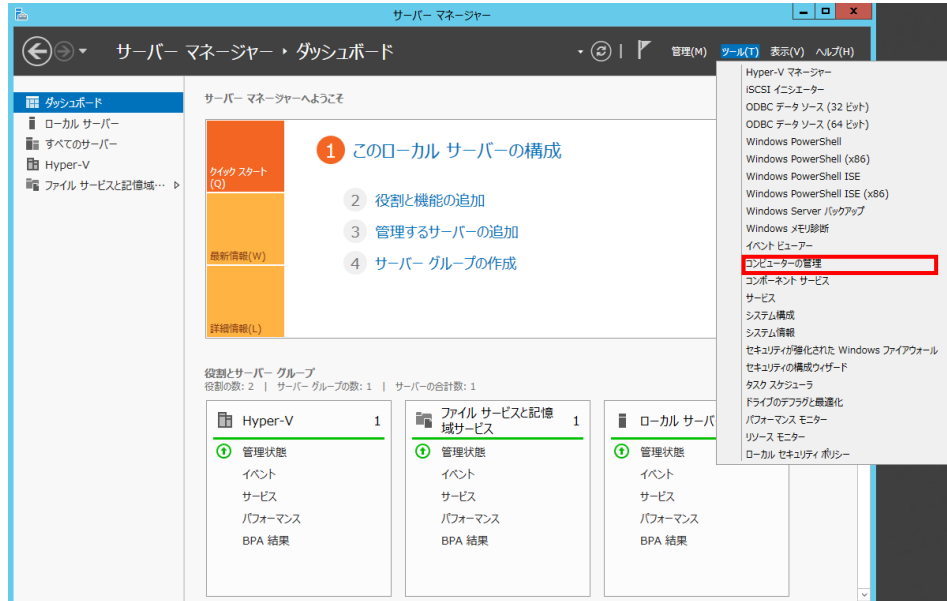 サーバー マネージャー
サーバー マネージャー ・ ダッシュボード
管理(M) ツール(T) 表示(V) ヘルプ(H)
ダッシュボード
ローカル サーバー
すべてのサーバー
Hyper-V
ファイル サービスと記憶域…
サーバー マネージャーへようこそ
クイック スタート
(Q)
最新情報(W)
詳細情報(L)
1 このローカル サーバーの構成
2 役割と機能の追加
3 管理するサーバーの追加
4 サーバー グループの作成
役割とサーバー グループ
役割の数: 2 | サーバー グループの数: 1 | サーバーの合計数: 1
Hyper-V 1
管理状態
イベント
サービス
パフォーマンス
BPA 結果
ファイル サービスと記憶
域サービス 1
管理状態
イベント
サービス
パフォーマンス
BPA 結果
ローカル サーバ
管理状態
イベント
サービス
パフォーマンス
BPA 結果
Hyper-V マネージャー
iSCSI イニシエーター
ODBC データ ソース (32 ビット)
ODBC データ ソース (64 ビット)
Windows PowerShell
Windows PowerShell (x86)
Windows PowerShell ISE
Windows PowerShell ISE (x86)
Windows Server バックアップ
Windows メモリ診断
イベント ビューアー
コンピューターの管理
コンポーネント サービス
サービス
システム構成
システム情報
セキュリティが強化された Windows ファイアウォール
セキュリティの構成ウィザード
タスク スケジューラ
ドライブのデフラグと最適化
パフォーマンス モニター
リソース モニター
ローカル セキュリティ ポリシー